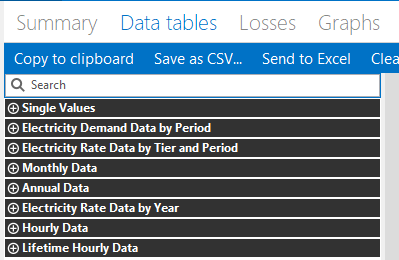 Summary Data tables Losses Graphs
Copy to clipboard Save as CSV... Send to Excel Clea
Search
Single Values
Electricity Demand Data by Period
Electricity Rate Data by Tier and Period
Monthly Data
Annual Data
Electricity Rate Data by Year
Hourly Data
Lifetime Hourly Data